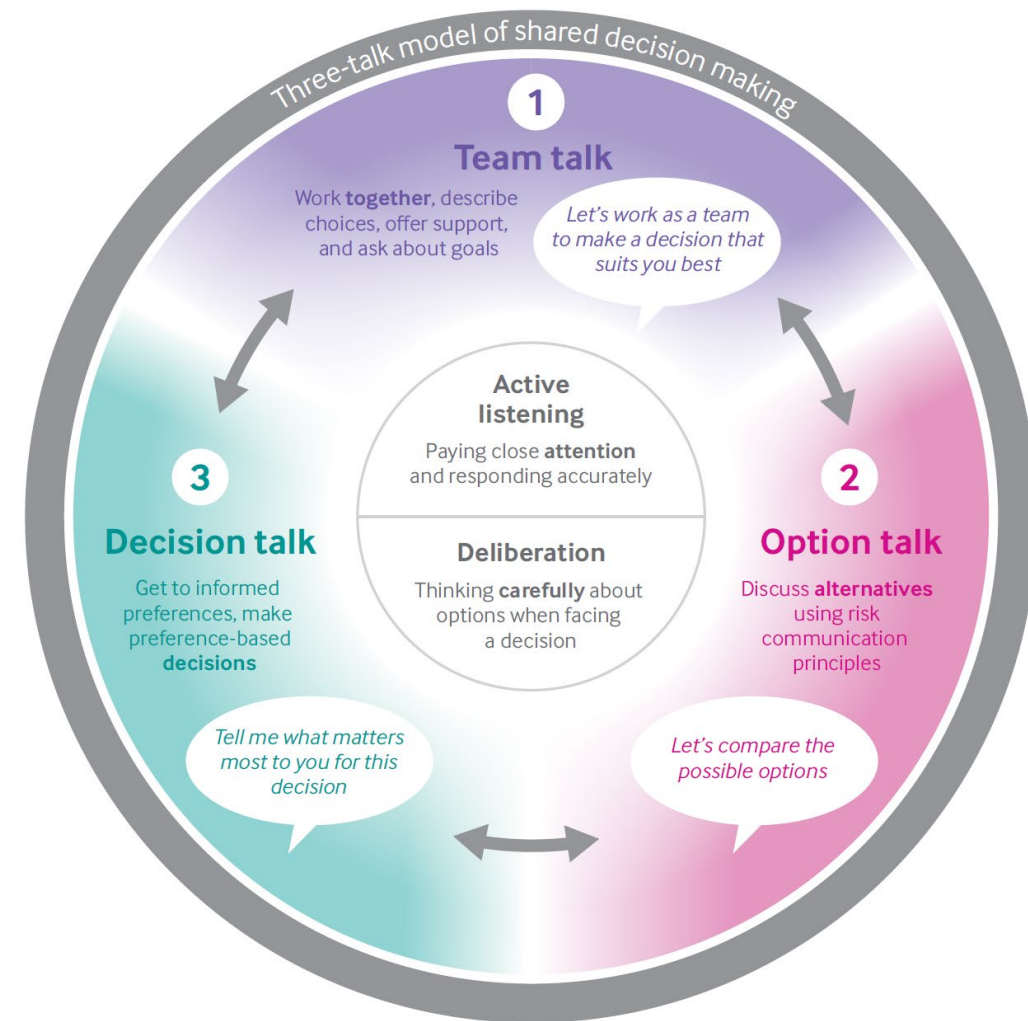 Three-talk model of shared decision making
1
Team talk
Work together, describe
choices, offer support,
and ask about goals
Let's work as a team
to make a decision that
suits you best
Active
listening
Paying close attention
and responding accurately
Deliberation
Thinking carefully about
options when facing
a decision
2
Option talk
Discuss alternatives
using risk
communication
principles
Let's compare the
possible options
3
Decision talk
Get to informed
preferences, make
preference-based
decisions
Tell me what matters
most to you for this
decision